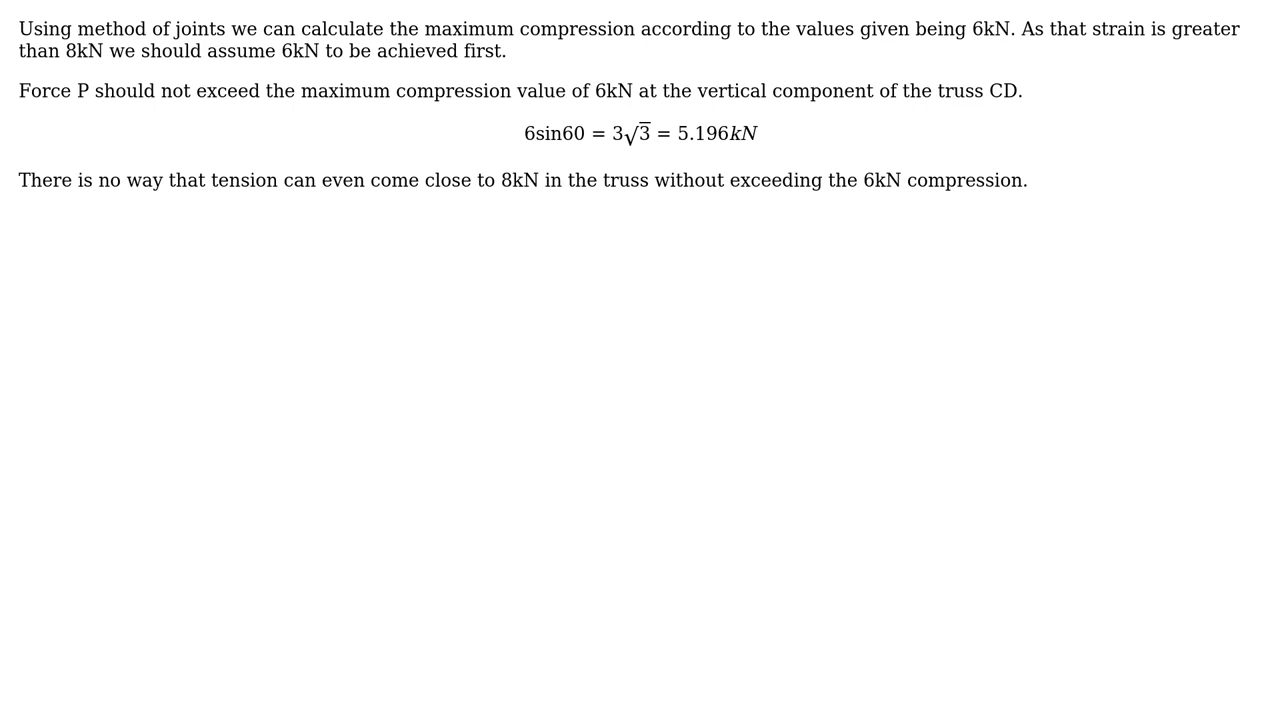 Using method of joints we can calculate the maximum compression according to the values given being 6kN. As that strain is greater
than 8kN we should assume 6kN to be achieved first.
Force P should not exceed the maximum compression value of 6kN at the vertical component of the truss CD.
6sin60 = 3√3 = 5.196kN
There is no way that tension can even come close to 8kN in the truss without exceeding the 6kN compression.